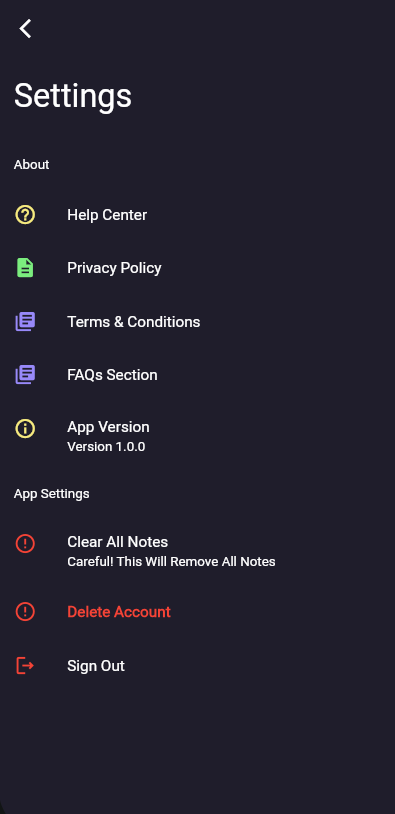 Settings
About
Help Center
Privacy Policy
Terms & Conditions
FAQs Section
App Version
Version 1.0.0
App Settings
Clear All Notes
Careful! This Will Remove All Notes
Delete Account
Sign Out